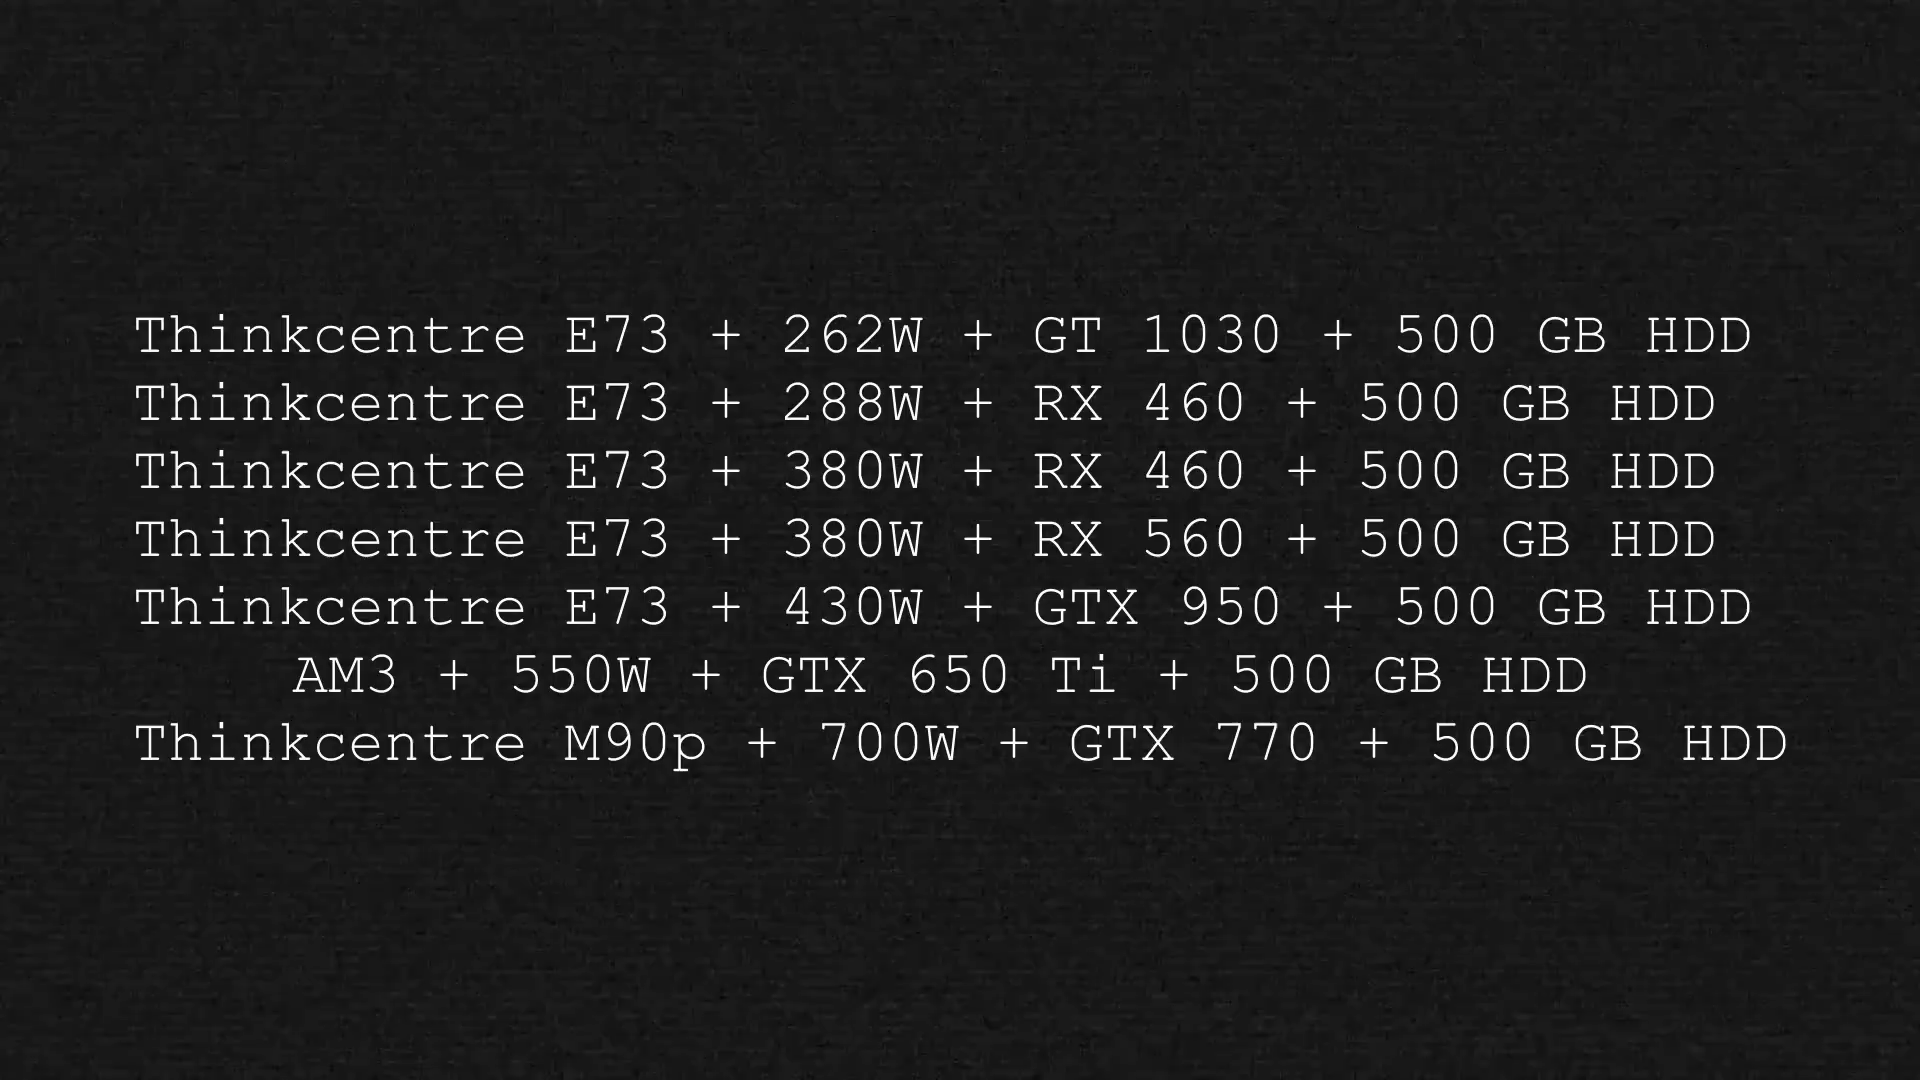 Thinkcentre E73 + 262W + GT 1030 + 500 GB HDD
Thinkcentre E73 + 288W + RX 460 + 500 GB HDD
Thinkcentre E73 + 380W + RX 460 + 500 GB HDD
Thinkcentre E73 + 380W + RX 560 + 500 GB HDD
Thinkcentre E73 + 430W + GTX 950 + 500 GB HDD
AM3 + 550W + GTX 650 Ti + 500 GB HDD
Thinkcentre M90p + 700W + GTX 770 + 500 GB HDD